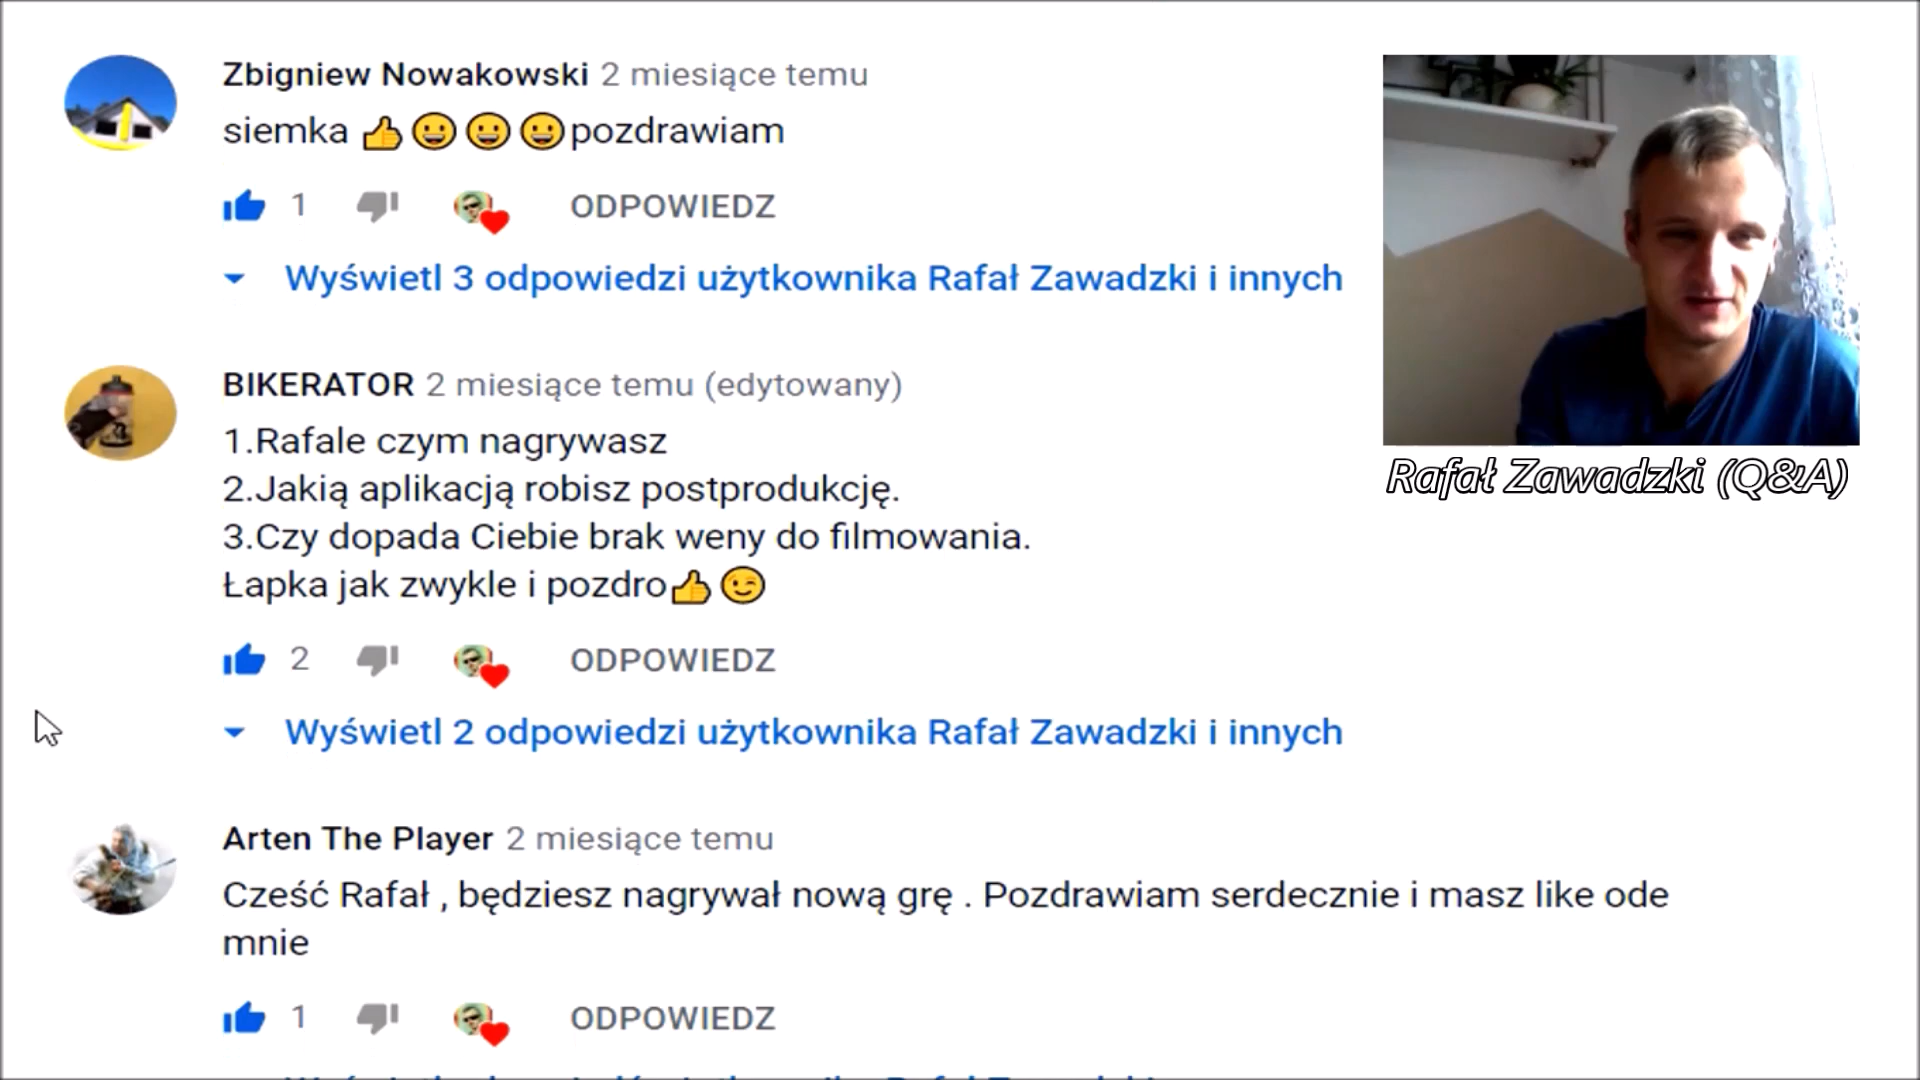 Zbigniew Nowakowski 2 miesiące temu
siemka 👍😀😀😀pozdrawiam
1 ODPOWIEDZ
Wyświetl 3 odpowiedzi użytkownika Rafał Zawadzki i innych
Rafał Zawadzki (Q&A)
BIKERATOR 2 miesiące temu (edytowany)
1.Rafale czym nagrywasz
2.Jakią aplikacją robisz postprodukcję.
3.Czy dopada Ciebie brak weny do filmowania.
Łapka jak zwykle i pozdro👍😉
2 ODPOWIEDZ
Wyświetl 2 odpowiedzi użytkownika Rafał Zawadzki i innych
Arten The Player 2 miesiące temu
Cześć Rafał , będziesz nagrywał nową grę . Pozdrawiam serdecznie i masz like ode
mnie
1 ODPOWIEDZ